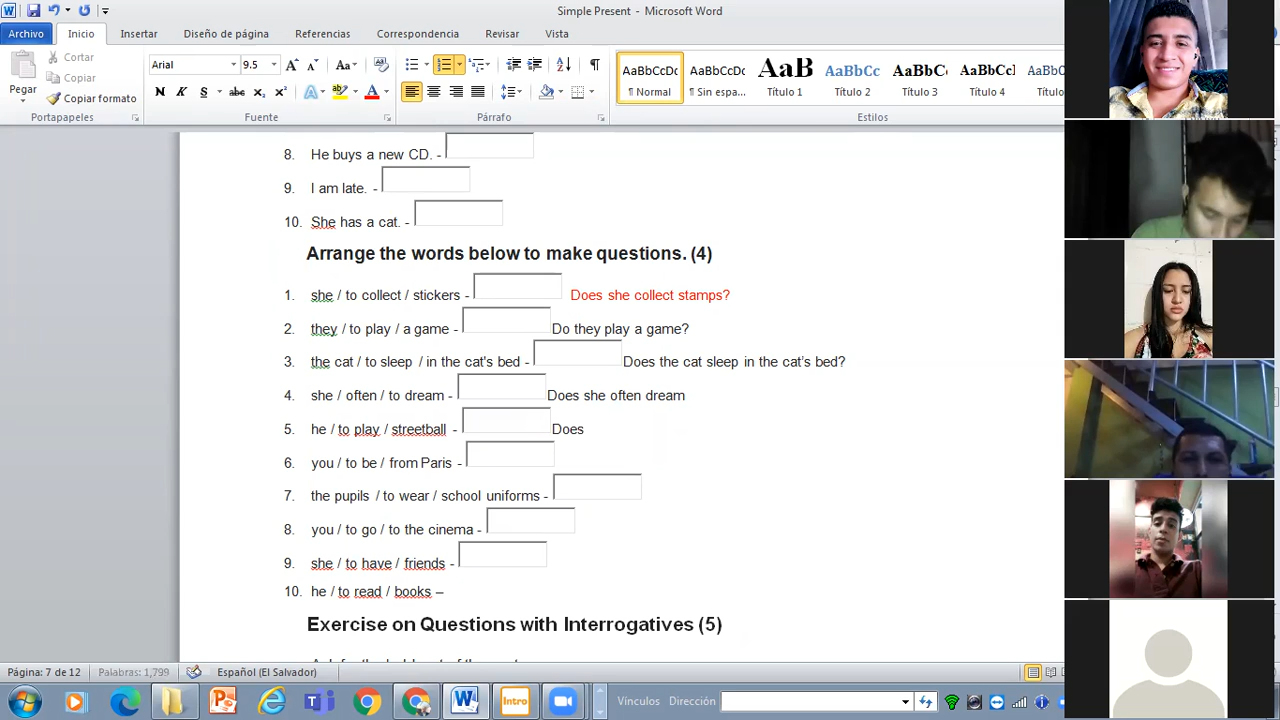 Simple Present - Microsoft Word
Archivo Inicio Insertar Diseño de página Referencias Correspondencia Revisar Vista
Cortar
Copiar
Copiar formato
Pegar
Arial 9.5
AaBbCcDc AaBbCcDc AaB AaBbCc AaBbCc AaBbCcI
¶ Normal ¶ Sin espa... Título 1 Título 2 Título 3 Título 4 Título
Portapapeles Fuente Párrafo Estilos
8. He buys a new CD. -
9. I am late. -
10. She has a cat. -
Arrange the words below to make questions. (4)
1. she / to collect / stickers - Does she collect stamps?
2. they / to play / a game - Do they play a game?
3. the cat / to sleep / in the cat's bed - Does the cat sleep in the cat's bed?
4. she / often / to dream - Does she often dream
5. he / to play / streetball - Does
6. you / to be / from Paris -
7. the pupils / to wear / school uniforms -
8. you / to go / to the cinema -
9. she / to have / friends -
10. he / to read / books –
Exercise on Questions with Interrogatives (5)
Página: 7 de 12 Palabras: 1,799 Español (El Salvador)
Intro
Vínculos Dirección